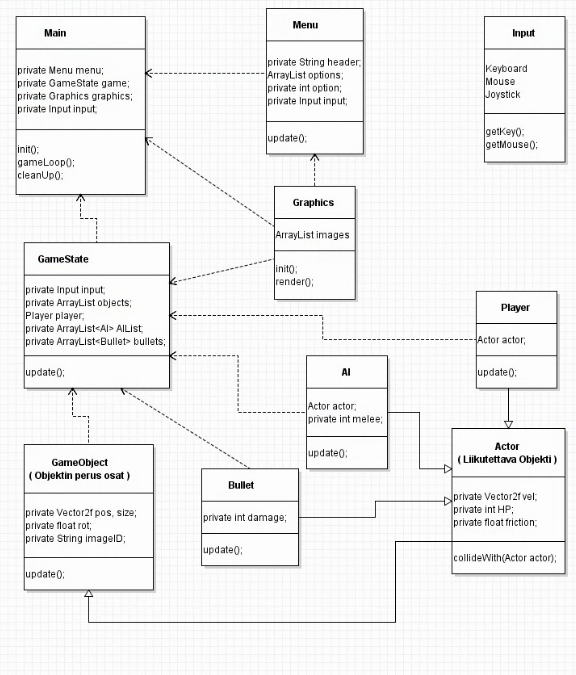 Main
private Menu menu;
private GameState game;
private Graphics graphics;
private Input input;
init();
gameLoop();
cleanUp();
Menu
private String header;
ArrayList options;
private int option;
private Input input;
update();
Input
Keyboard
Mouse
Joystick
getKey();
getMouse();
Graphics
ArrayList images
init();
render();
GameState
private Input input;
private ArrayList objects;
Player player;
private ArrayList<AI> AIList;
private ArrayList<Bullet> bullets;
update();
Player
Actor actor;
update();
AI
Actor actor;
private int melee;
update();
Actor
( Liikutettava Objekti )
private Vector2f vel;
private int HP;
private float friction;
collideWith(Actor actor);
GameObject
( Objektin perus osat )
private Vector2f pos, size;
private float rot;
private String imageID;
update();
Bullet
private int damage;
update();